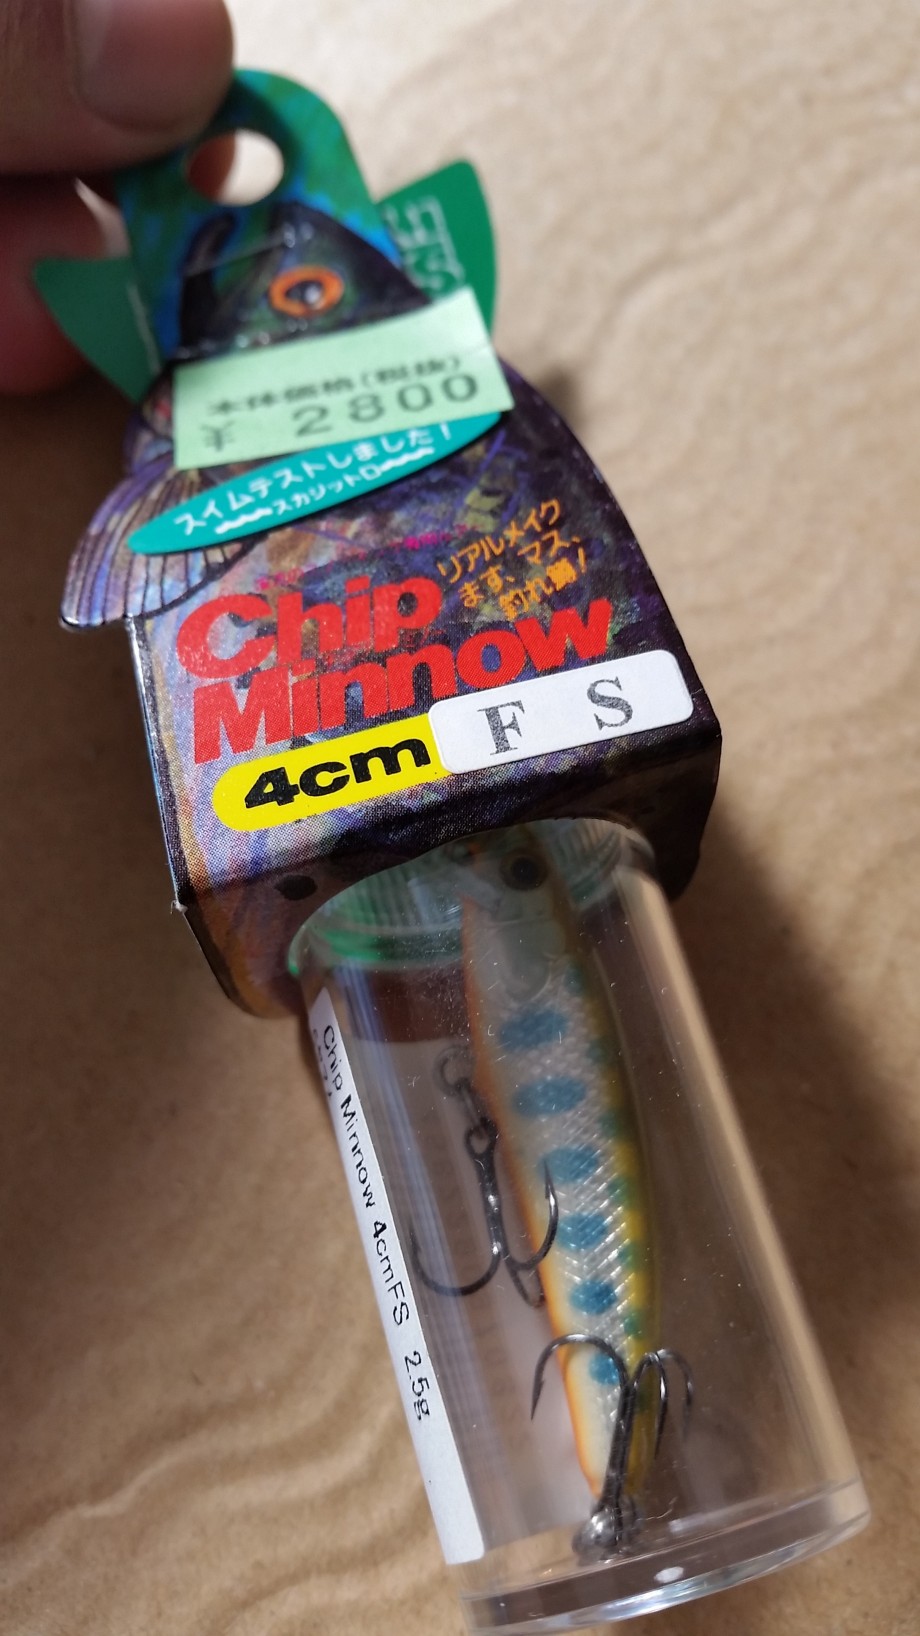 本体価格(税抜)
¥ 2800
スイムテストしました!
スカジット
リアルメイク
ます、マス、
釣れ鱒!
Chip
Minnow
4cm F S
Chip Minnow 4cmFS 2.5g